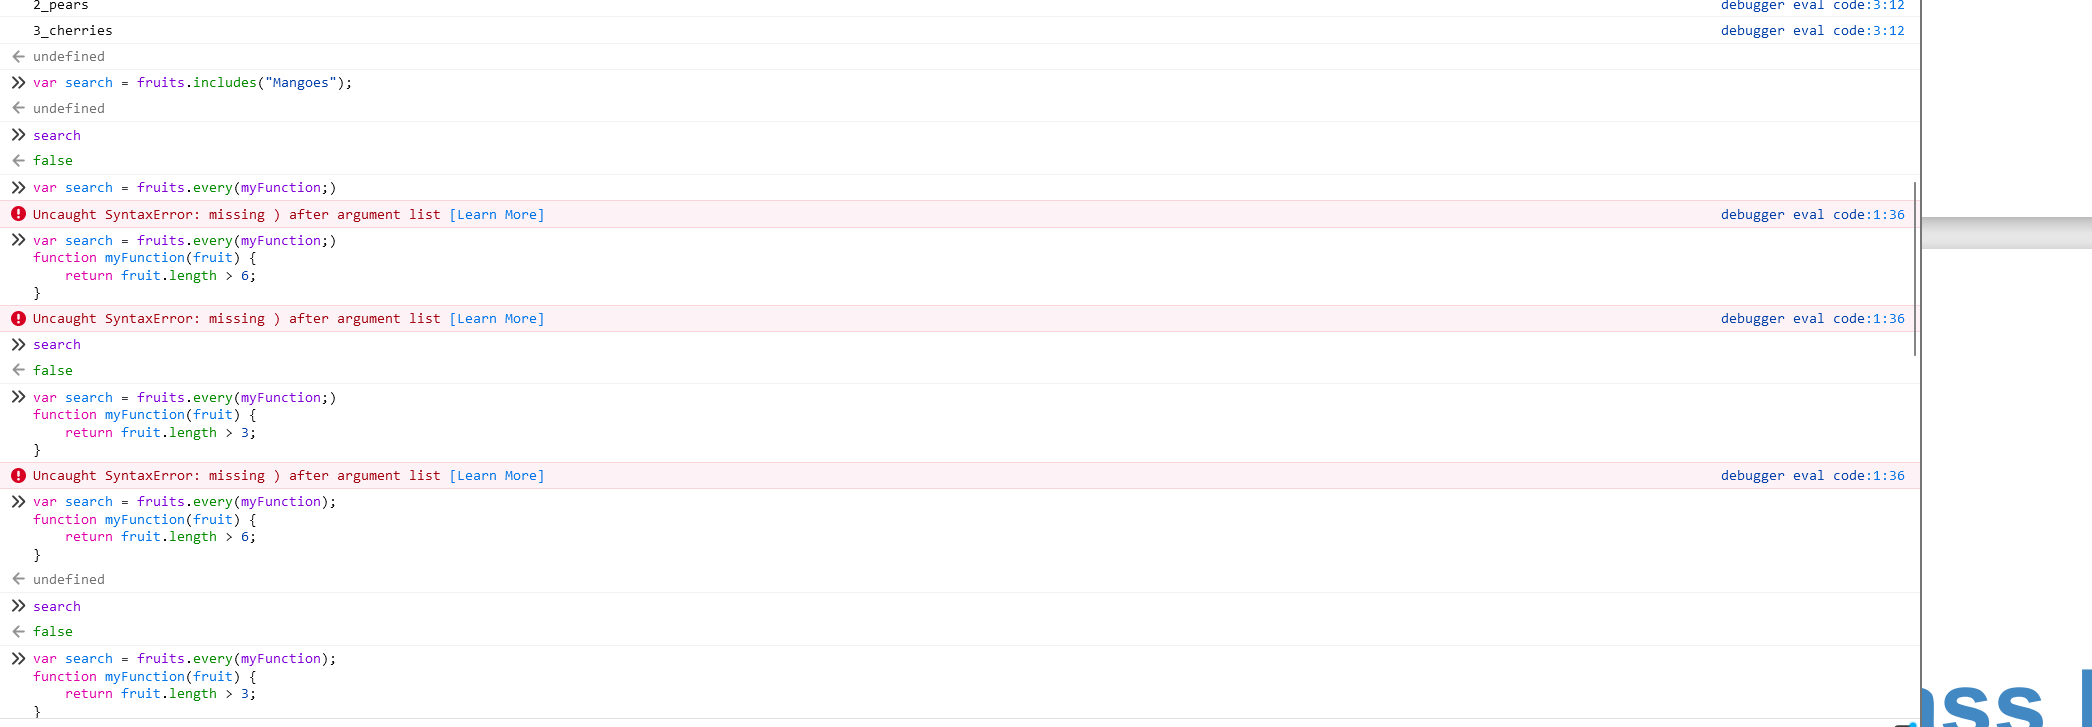 2_pears debugger eval code:3:12
3_cherries debugger eval code:3:12
undefined
var search = fruits.includes("Mangoes");
undefined
search
false
var search = fruits.every(myFunction;)
Uncaught SyntaxError: missing ) after argument list [Learn More] debugger eval code:1:36
var search = fruits.every(myFunction;)
function myFunction(fruit) {
    return fruit.length > 6;
}
Uncaught SyntaxError: missing ) after argument list [Learn More] debugger eval code:1:36
search
false
var search = fruits.every(myFunction;)
function myFunction(fruit) {
    return fruit.length > 3;
}
Uncaught SyntaxError: missing ) after argument list [Learn More] debugger eval code:1:36
var search = fruits.every(myFunction);
function myFunction(fruit) {
    return fruit.length > 6;
}
undefined
search
false
var search = fruits.every(myFunction);
function myFunction(fruit) {
    return fruit.length > 3;
}